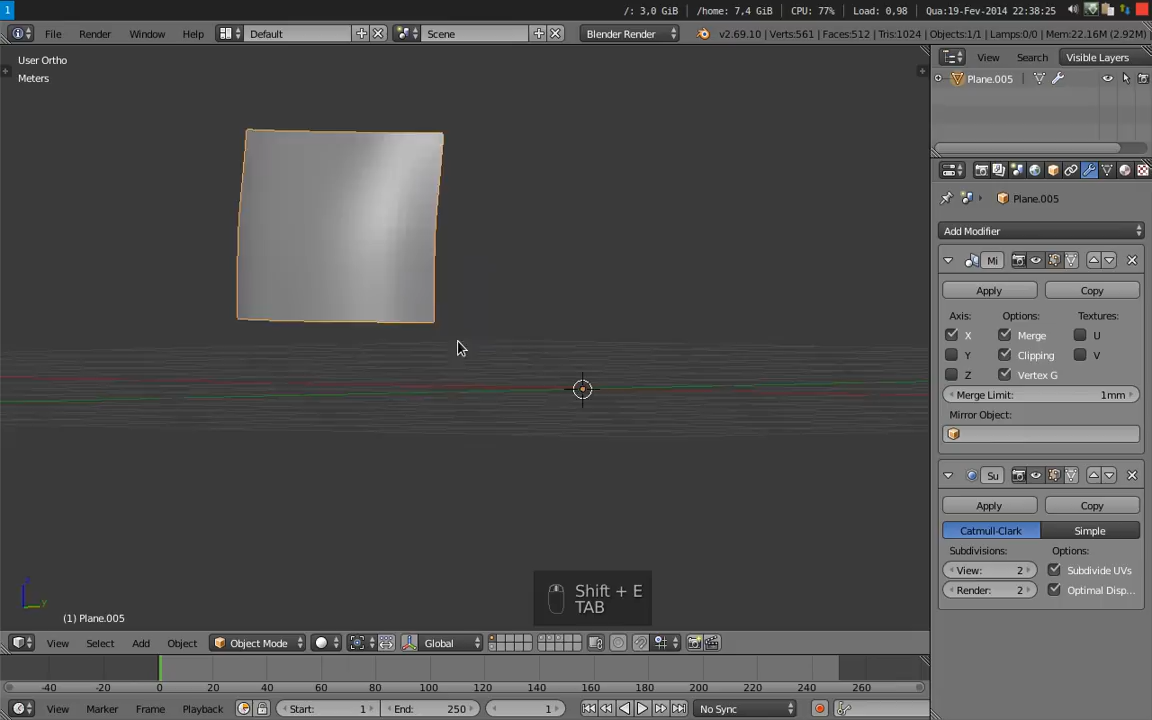 1 /: 3,0 GiB /home: 7,4 GiB CPU: 77% Load: 0,98 Qua:19-Fev-2014 22:38:25
File Render Window Help Default Scene Blender Render v2.69.10 | Verts:561 | Faces:512 | Tris:1024 | Objects:1/1 | Lamps:0/0 | Mem:22.16M (2.92M)
User Ortho
Meters
View Search Visible Layers
Plane.005
Plane.005
Add Modifier
Mi
Apply Copy
Axis: Options: Textures:
X Merge U
Y Clipping V
Z Vertex G
Merge Limit: 1mm
Mirror Object:
Su
Apply Copy
Catmull-Clark Simple
Subdivisions: Options:
View: 2 Subdivide UVs
Render: 2 Optimal Disp...
Shift + E
TAB
z
y
(1) Plane.005
View Select Add Object Object Mode Global
-40 -20 0 20 40 60 80 100 120 140 160 180 200 220 240 260
View Marker Frame Playback Start: 1 End: 250 1 No Sync